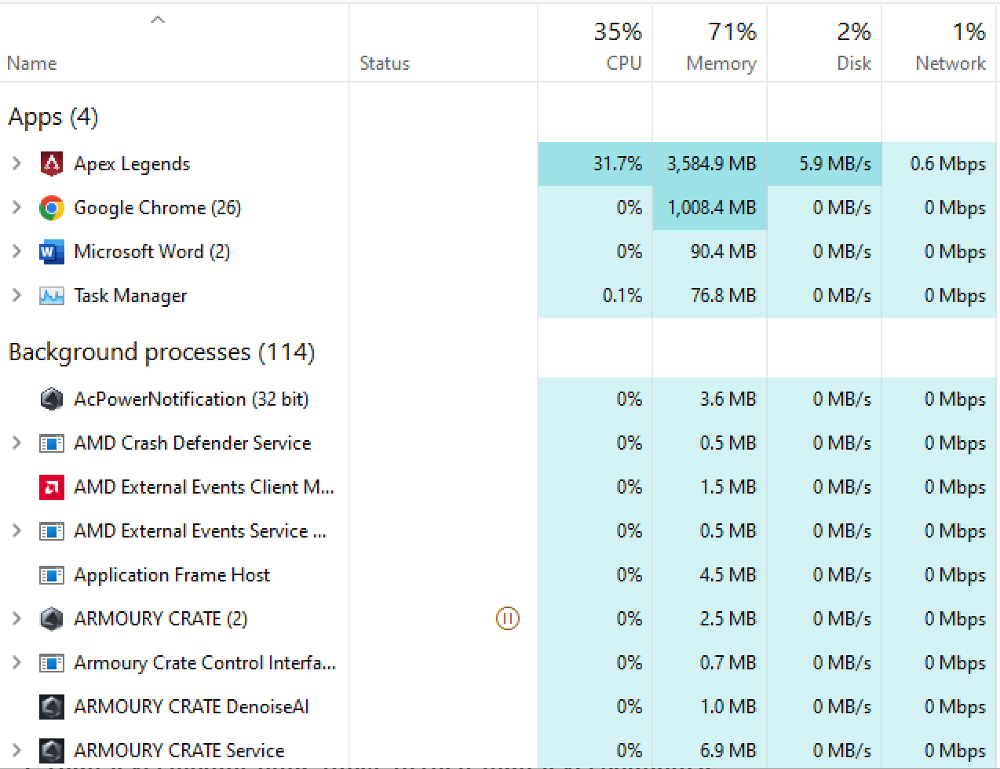 35% 71% 2% 1%
Name Status CPU Memory Disk Network
Apps (4)
Apex Legends 31.7% 3,584.9 MB 5.9 MB/s 0.6 Mbps
Google Chrome (26) 0% 1,008.4 MB 0 MB/s 0 Mbps
Microsoft Word (2) 0% 90.4 MB 0 MB/s 0 Mbps
Task Manager 0.1% 76.8 MB 0 MB/s 0 Mbps
Background processes (114)
AcPowerNotification (32 bit) 0% 3.6 MB 0 MB/s 0 Mbps
AMD Crash Defender Service 0% 0.5 MB 0 MB/s 0 Mbps
AMD External Events Client M... 0% 1.5 MB 0 MB/s 0 Mbps
AMD External Events Service ... 0% 0.5 MB 0 MB/s 0 Mbps
Application Frame Host 0% 4.5 MB 0 MB/s 0 Mbps
ARMOURY CRATE (2) 0% 2.5 MB 0 MB/s 0 Mbps
Armoury Crate Control Interfa... 0% 0.7 MB 0 MB/s 0 Mbps
ARMOURY CRATE DenoiseAI 0% 1.0 MB 0 MB/s 0 Mbps
ARMOURY CRATE Service 0% 6.9 MB 0 MB/s 0 Mbps